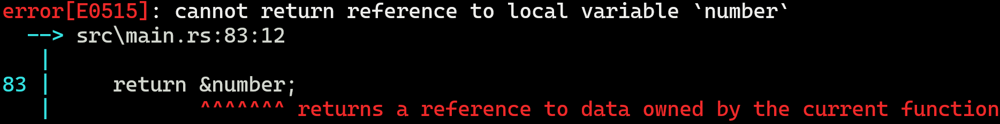 error[E0515]: cannot return reference to local variable `number`
  --> src\main.rs:83:12
   |
83 |     return &number;
   |            ^^^^^^^ returns a reference to data owned by the current function